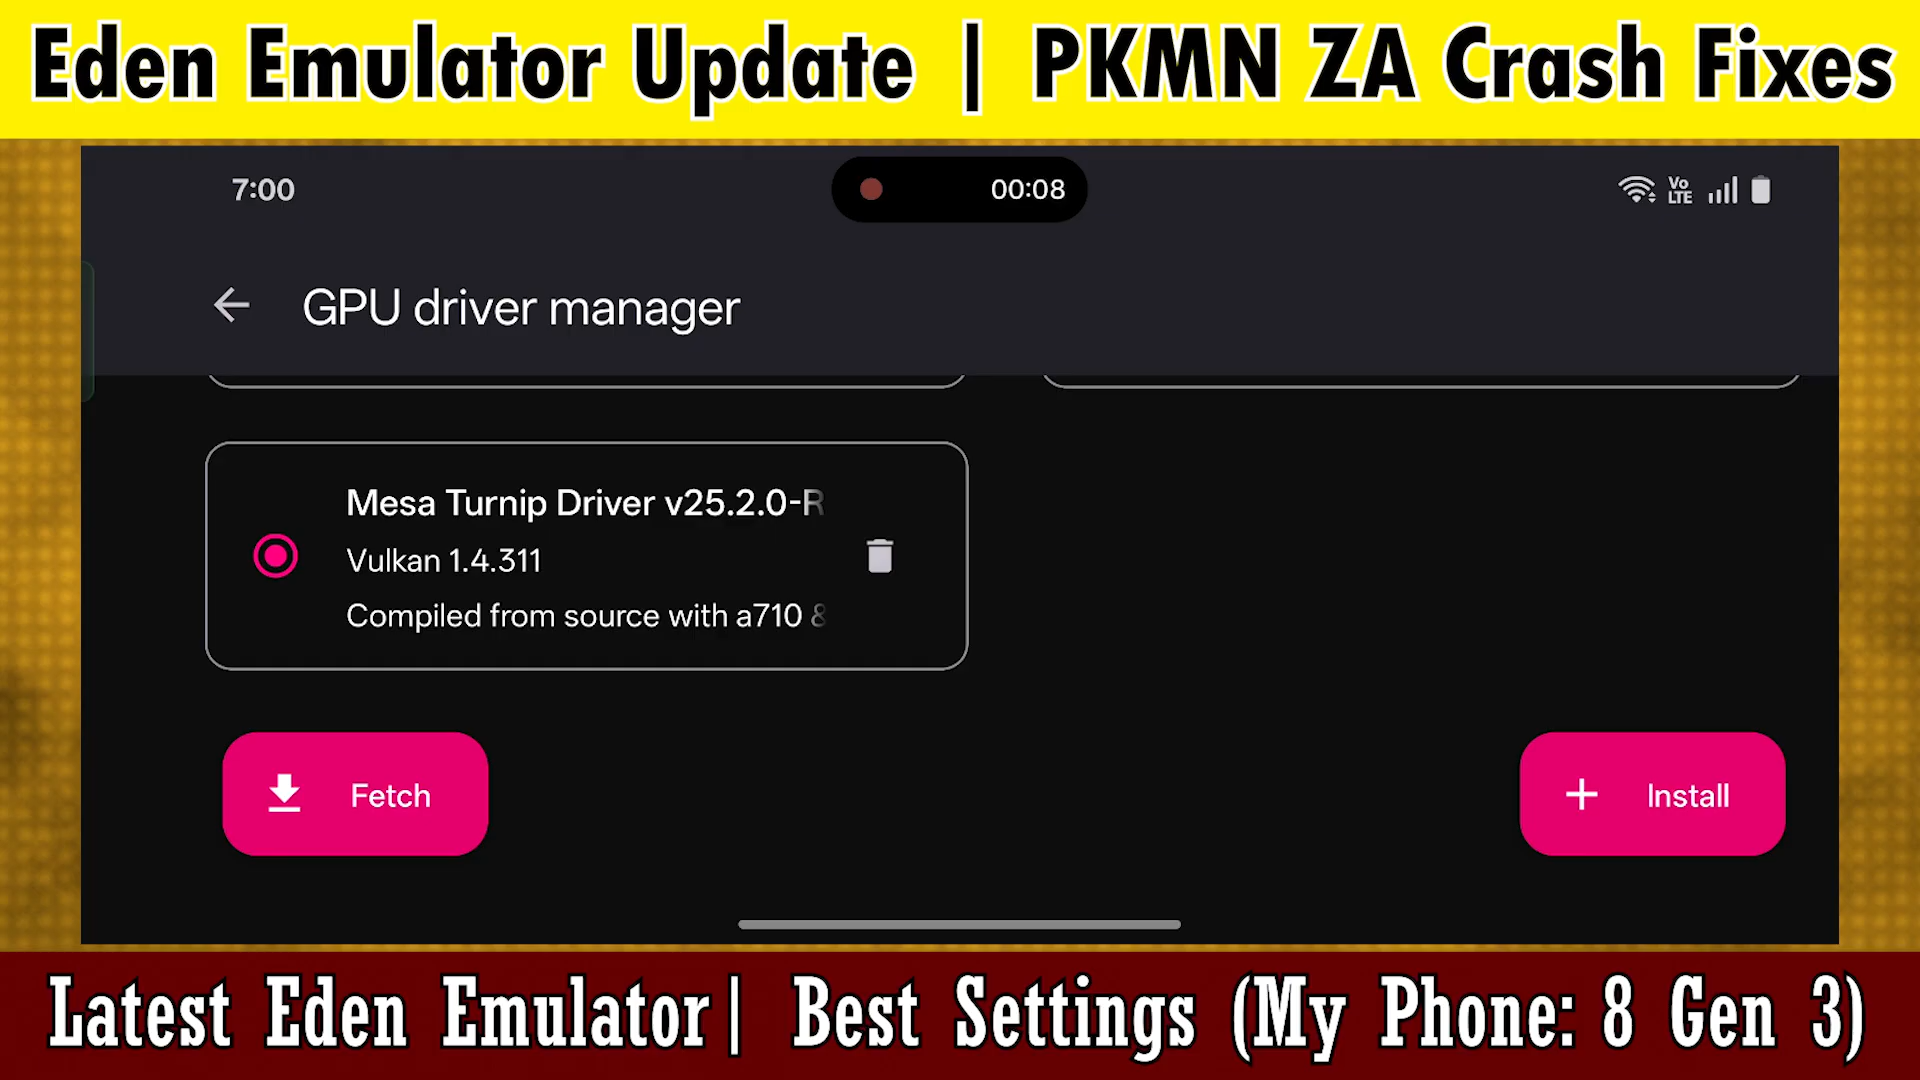 Eden Emulator Update | PKMN ZA Crash Fixes
7:00
00:08
Vo LTE
GPU driver manager
Mesa Turnip Driver v25.2.0-R
Vulkan 1.4.311
Compiled from source with a710 &
Fetch
Install
Latest Eden Emulator| Best Settings (My Phone: 8 Gen 3)